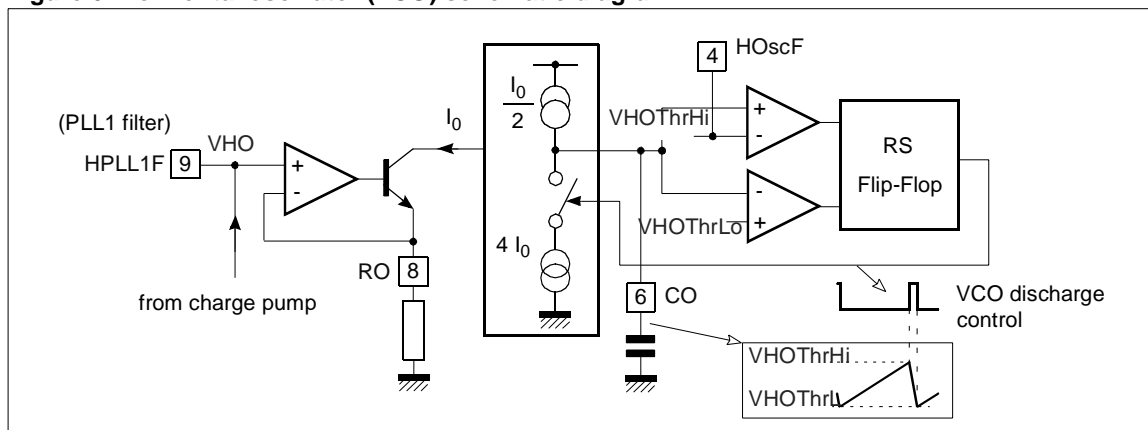 I0
2
4 HOscF
(PLL1 filter)
VHO
I0
VHOThrHi
HPLL1F 9
+
-
+
-
RS
Flip-Flop
-
+
VHOThrLo
4 I0
RO 8
6 CO
from charge pump
VCO discharge
control
VHOThrHi
VHOThrL